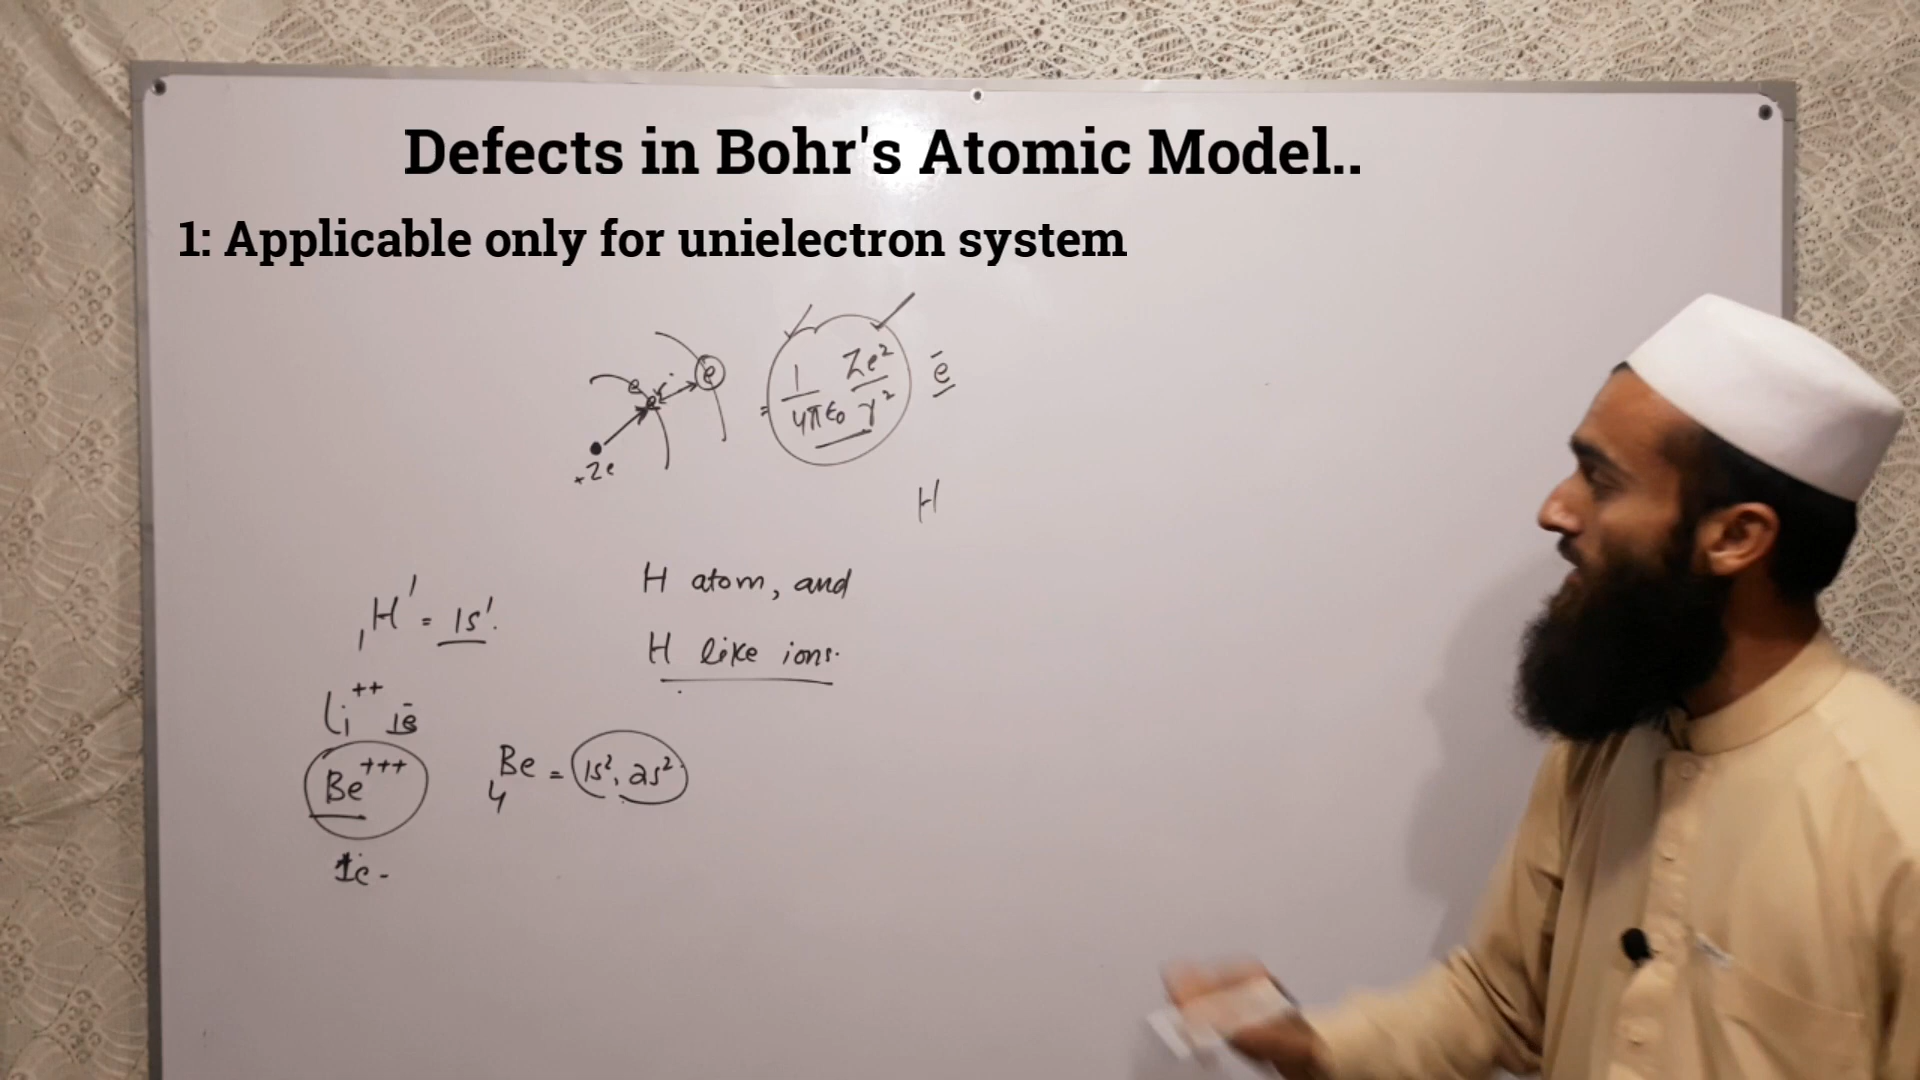 Defects in Bohr's Atomic Model..
1: Applicable only for unielectron system
e e
+Ze
= 1/4πϵ₀ Ze²/r² ē
H
H atom, and
H like ions.
₁H¹ = 1s¹.
Li⁺⁺ 1ē
Be⁺⁺⁺
₄Be = 1s², 2s²
1e-